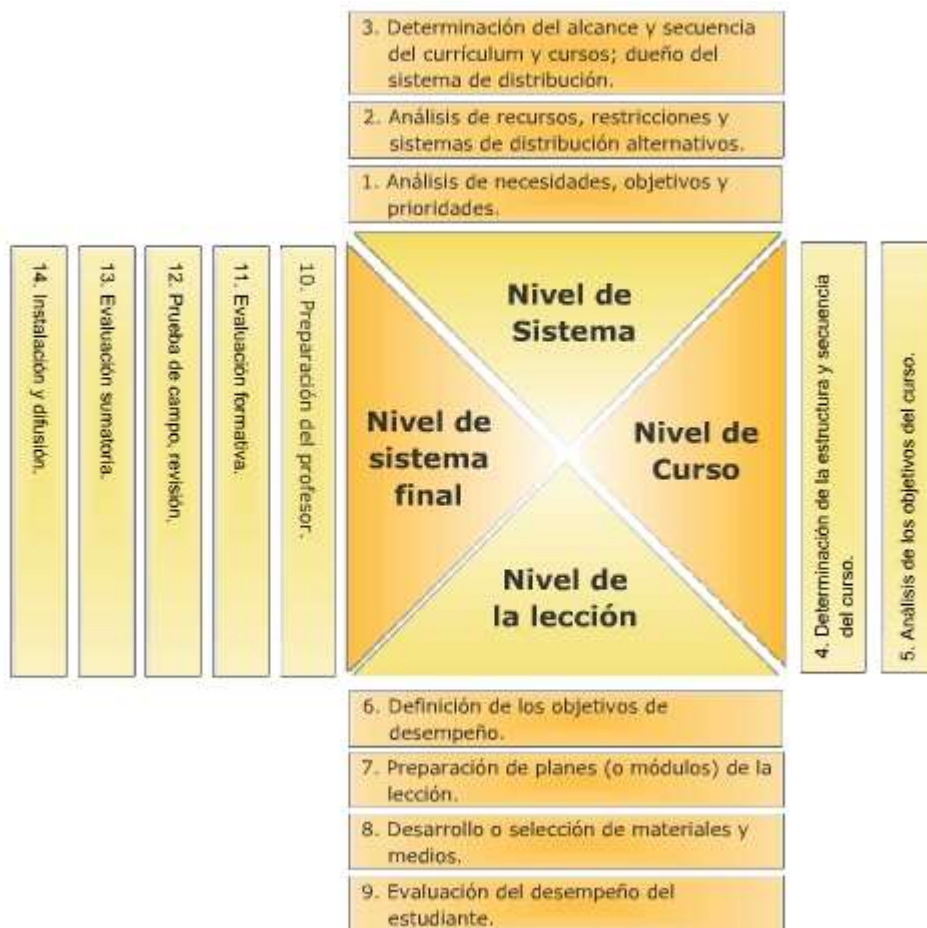 3. Determinación del alcance y secuencia
del currículum y cursos; dueño del
sistema de distribución.
2. Análisis de recursos, restricciones y
sistemas de distribución alternativos.
1. Análisis de necesidades, objetivos y
prioridades.
14. Instalación y difusión.
13. Evaluación sumatoria.
12. Prueba de campo, revisión,
11. Evaluación formativa.
10. Preparación del profesor.
Nivel de
Sistema
Nivel de
sistema
final
Nivel de
Curso
Nivel de
la lección
4. Determinación de la estructura y secuencia
del curso.
5. Análisis de los objetivos del curso.
6. Definición de los objetivos de
desempeño.
7. Preparación de planes (o módulos) de la
lección.
8. Desarrollo o selección de materiales y
medios.
9. Evaluación del desempeño del
estudiante.